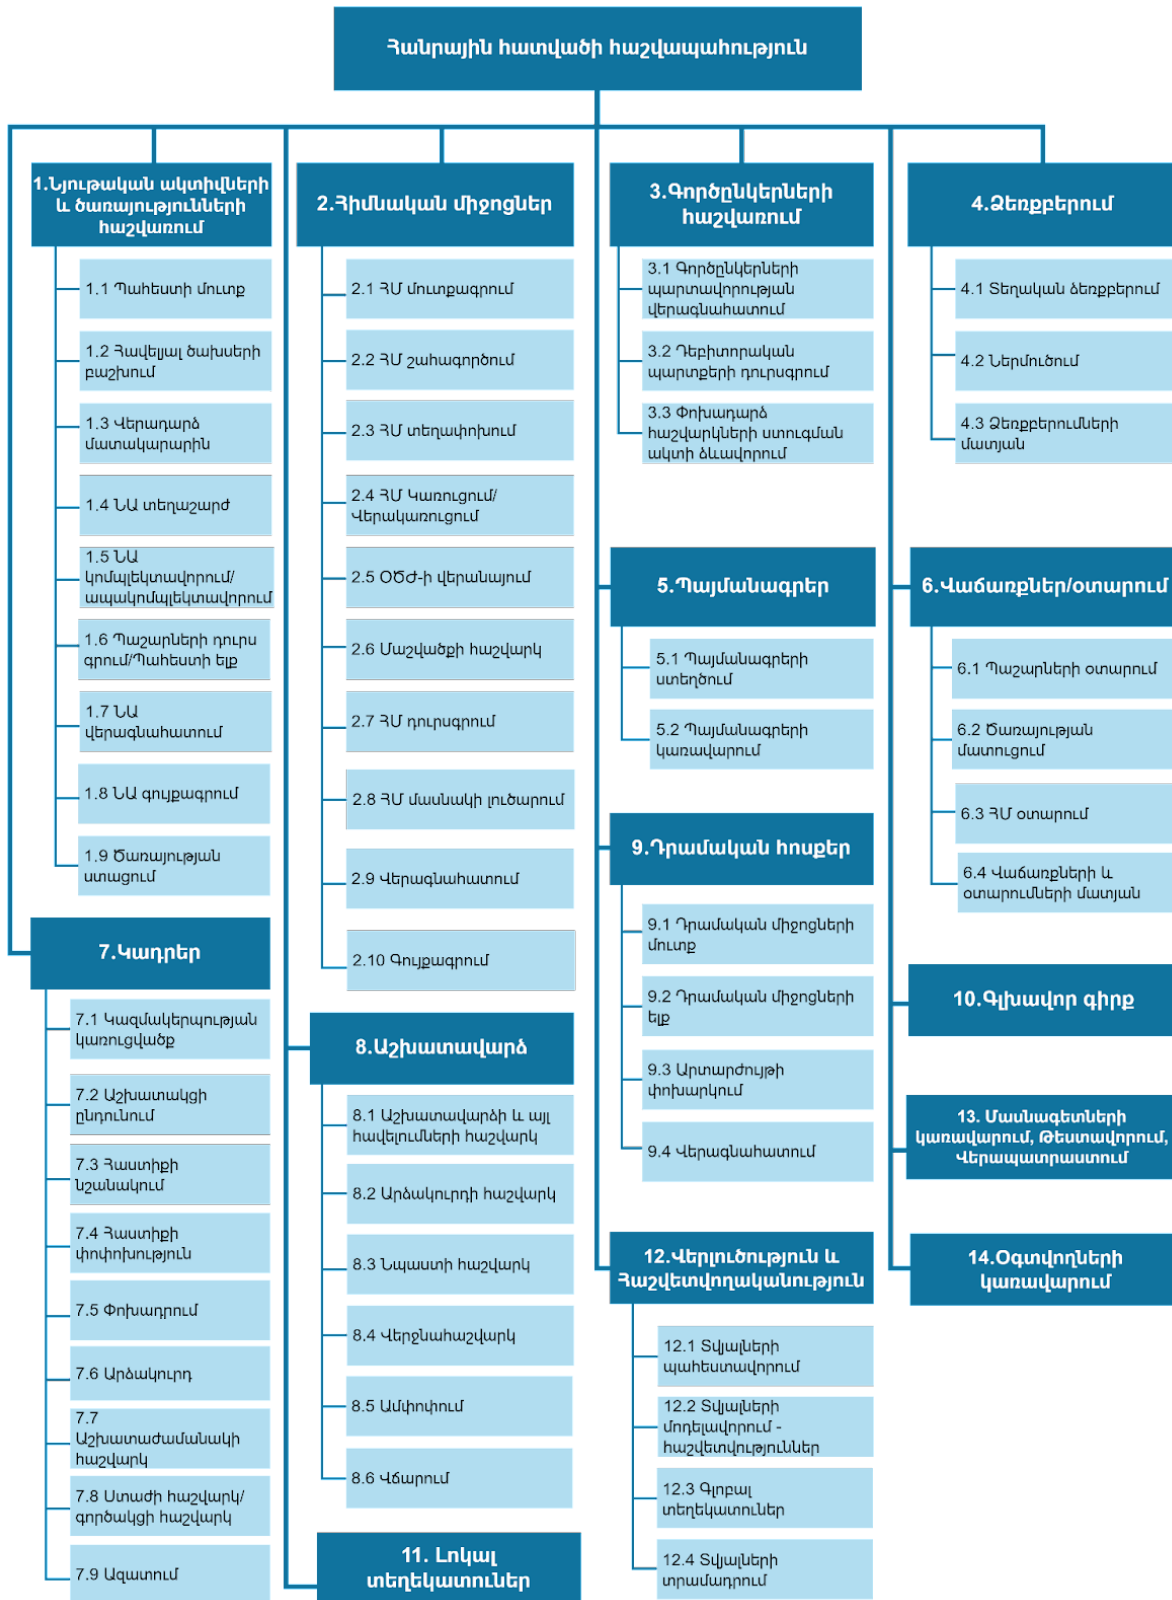 Հանրային հատվածի հաշվապահություն
1.Նյութական ակտիվների
և ծառայությունների
հաշվառում
1.1 Պահեստի մուտք
1.2 Հավելյալ ծախսերի
բաշխում
1.3 Վերադարձ
մատակարարին
1.4 ՆԱ տեղաշարժ
1.5 ՆԱ
կոմպլեկտավորում/
ապակոմպլեկտավորում
1.6 Պաշարների դուրս
գրում/Պահեստի ելք
1.7 ՆԱ
վերագնահատում
1.8 ՆԱ գույքագրում
1.9 Ծառայության
ստացում
2.Հիմնական միջոցներ
2.1 ՀՄ մուտքագրում
2.2 ՀՄ շահագործում
2.3 ՀՄ տեղափոխում
2.4 ՀՄ Կառուցում/
Վերակառուցում
2.5 ՕԾԺ-ի վերանայում
2.6 Մաշվածքի հաշվարկ
2.7 ՀՄ դուրսգրում
2.8 ՀՄ մասնակի լուծարում
2.9 Վերագնահատում
2.10 Գույքագրում
3.Գործընկերների
հաշվառում
3.1 Գործընկերների
պարտավորության
վերագնահատում
3.2 Դեբիտորական
պարտքերի դուրսգրում
3.3 Փոխադարձ
հաշվարկների ստուգման
ակտի ձևավորում
4.Ձեռքբերում
4.1 Տեղական ձեռքբերում
4.2 Ներմուծում
4.3 Ձեռքբերումների
մատյան
5.Պայմանագրեր
5.1 Պայմանագրերի
ստեղծում
5.2 Պայմանագրերի
կառավարում
6.Վաճառքներ/օտարում
6.1 Պաշարների օտարում
6.2 Ծառայության
մատուցում
6.3 ՀՄ օտարում
6.4 Վաճառքների և
օտարումների մատյան
7.Կադրեր
7.1 Կազմակերպության
կառուցվածք
7.2 Աշխատակցի
ընդունում
7.3 Հաստիքի
նշանակում
7.4 Հաստիքի
փոփոխություն
7.5 Փոխադրում
7.6 Արձակուրդ
7.7
Աշխատաժամանակի
հաշվարկ
7.8 Ստաժի հաշվարկ/
գործակցի հաշվարկ
7.9 Ազատում
8.Աշխատավարձ
8.1 Աշխատավարձի և այլ
հավելումների հաշվարկ
8.2 Արձակուրդի հաշվարկ
8.3 Նպաստի հաշվարկ
8.4 Վերջնահաշվարկ
8.5 Ամփոփում
8.6 Վճարում
9.Դրամական հոսքեր
9.1 Դրամական միջոցների
մուտք
9.2 Դրամական միջոցների
ելք
9.3 Արտարժույթի
փոխարկում
9.4 Վերագնահատում
10.Գլխավոր գիրք
11. Լոկալ
տեղեկատուներ
12.Վերլուծություն և
Հաշվետվողականություն
12.1 Տվյալների
պահեստավորում
12.2 Տվյալների
մոդելավորում -
հաշվետվություններ
12.3 Գլոբալ
տեղեկատուներ
12.4 Տվյալների
տրամադրում
13. Մասնագետների
կառավարում, Թեստավորում,
Վերապատրաստում
14.Օգտվողների
կառավարում